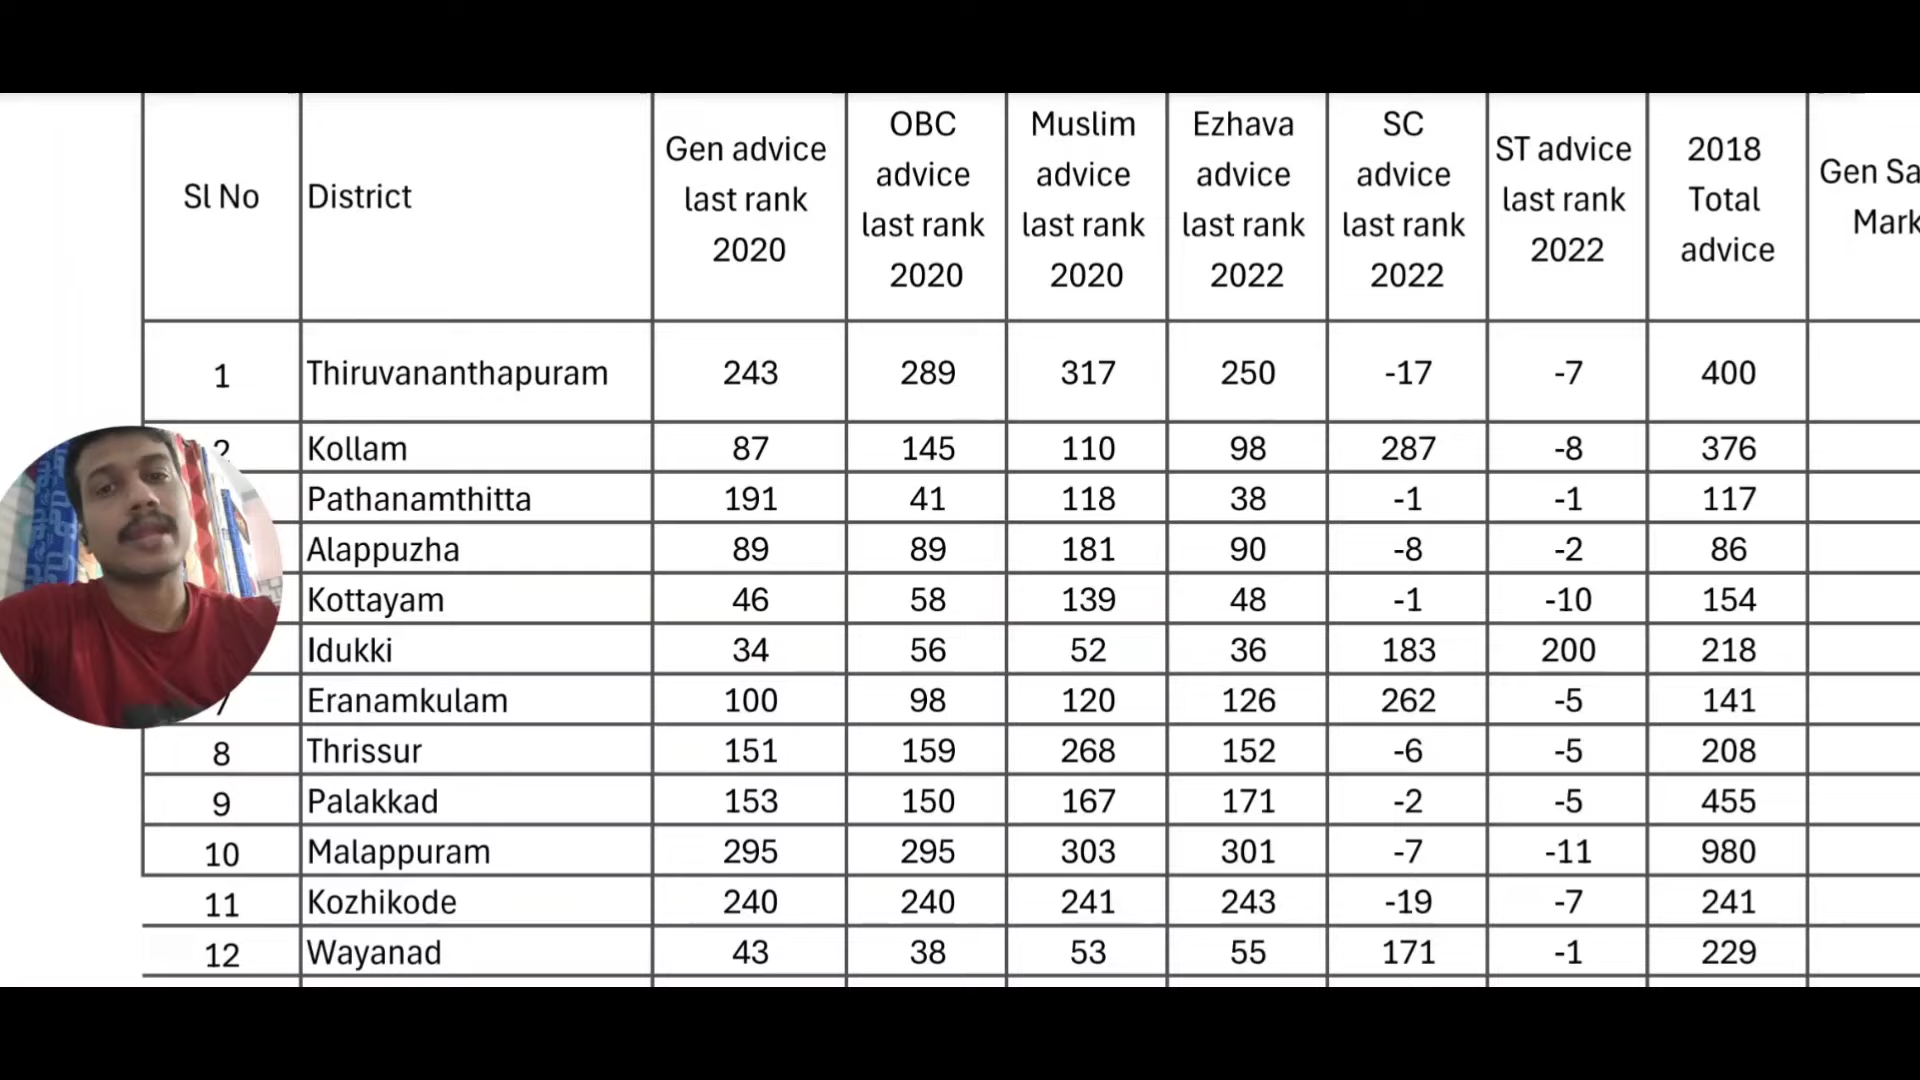 Sl No District Gen advice last rank 2020 OBC advice last rank 2020 Muslim advice last rank 2020 Ezhava advice last rank 2022 SC advice last rank 2022 ST advice last rank 2022 2018 Total advice Gen Sa Mark
1 Thiruvananthapuram 243 289 317 250 -17 -7 400
2 Kollam 87 145 110 98 287 -8 376
Pathanamthitta 191 41 118 38 -1 -1 117
Alappuzha 89 89 181 90 -8 -2 86
Kottayam 46 58 139 48 -1 -10 154
Idukki 34 56 52 36 183 200 218
7 Eranamkulam 100 98 120 126 262 -5 141
8 Thrissur 151 159 268 152 -6 -5 208
9 Palakkad 153 150 167 171 -2 -5 455
10 Malappuram 295 295 303 301 -7 -11 980
11 Kozhikode 240 240 241 243 -19 -7 241
12 Wayanad 43 38 53 55 171 -1 229